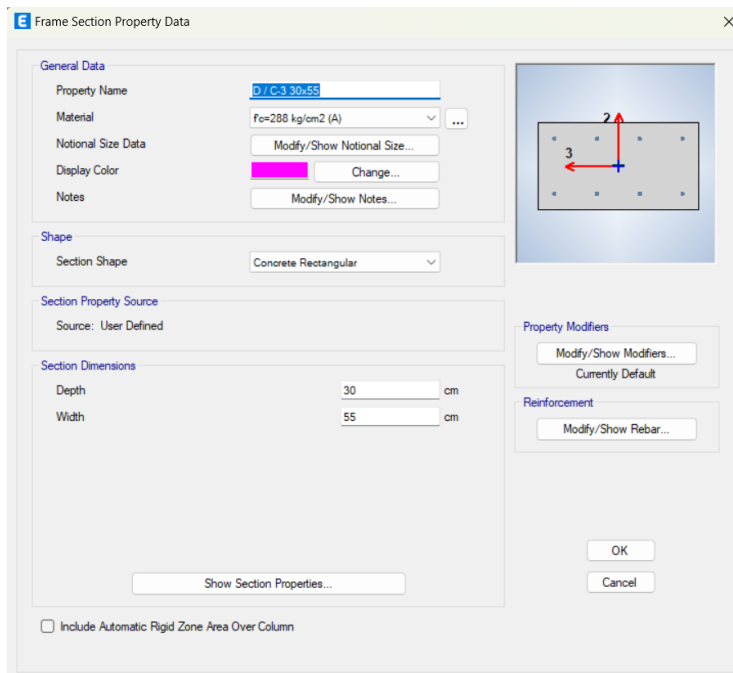 E Frame Section Property Data
General Data
Property Name D / C-3 30x55
Material f'c=288 kg/cm2 (A) ...
Notional Size Data Modify/Show Notional Size...
Display Color Change...
Notes Modify/Show Notes...
Shape
Section Shape Concrete Rectangular
Section Property Source
Source: User Defined
Section Dimensions
Depth 30 cm
Width 55 cm
Show Section Properties...
Include Automatic Rigid Zone Area Over Column
2
3
Property Modifiers
Modify/Show Modifiers...
Currently Default
Reinforcement
Modify/Show Rebar...
OK
Cancel